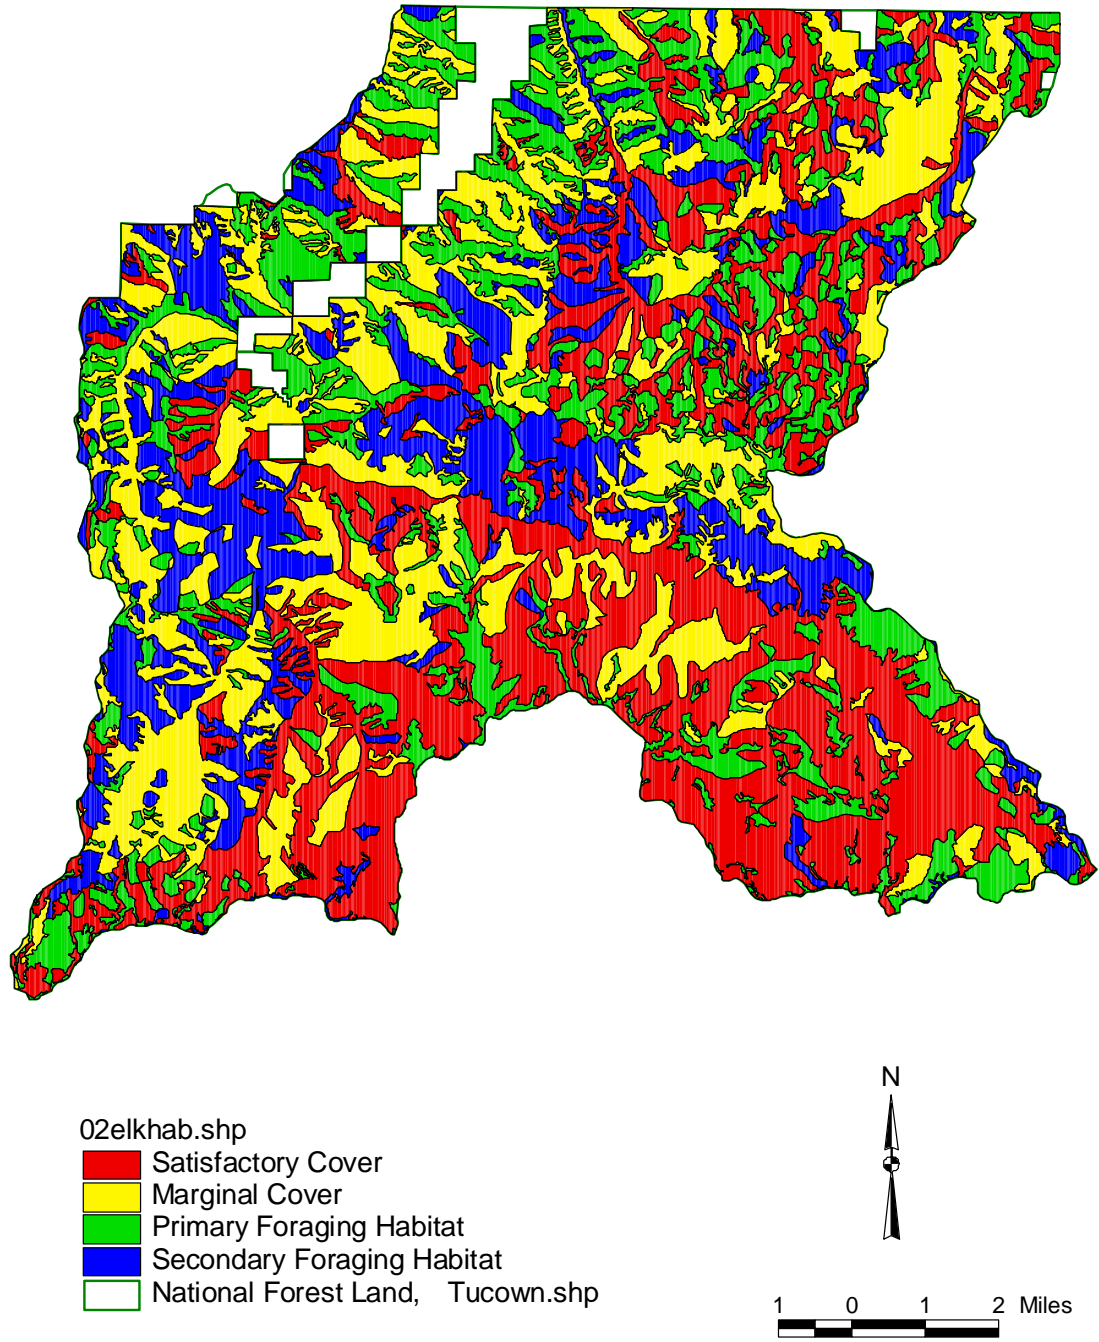 N
02elkhab.shp
Satisfactory Cover
Marginal Cover
Primary Foraging Habitat
Secondary Foraging Habitat
National Forest Land, Tucown.shp
1 0 1 2 Miles